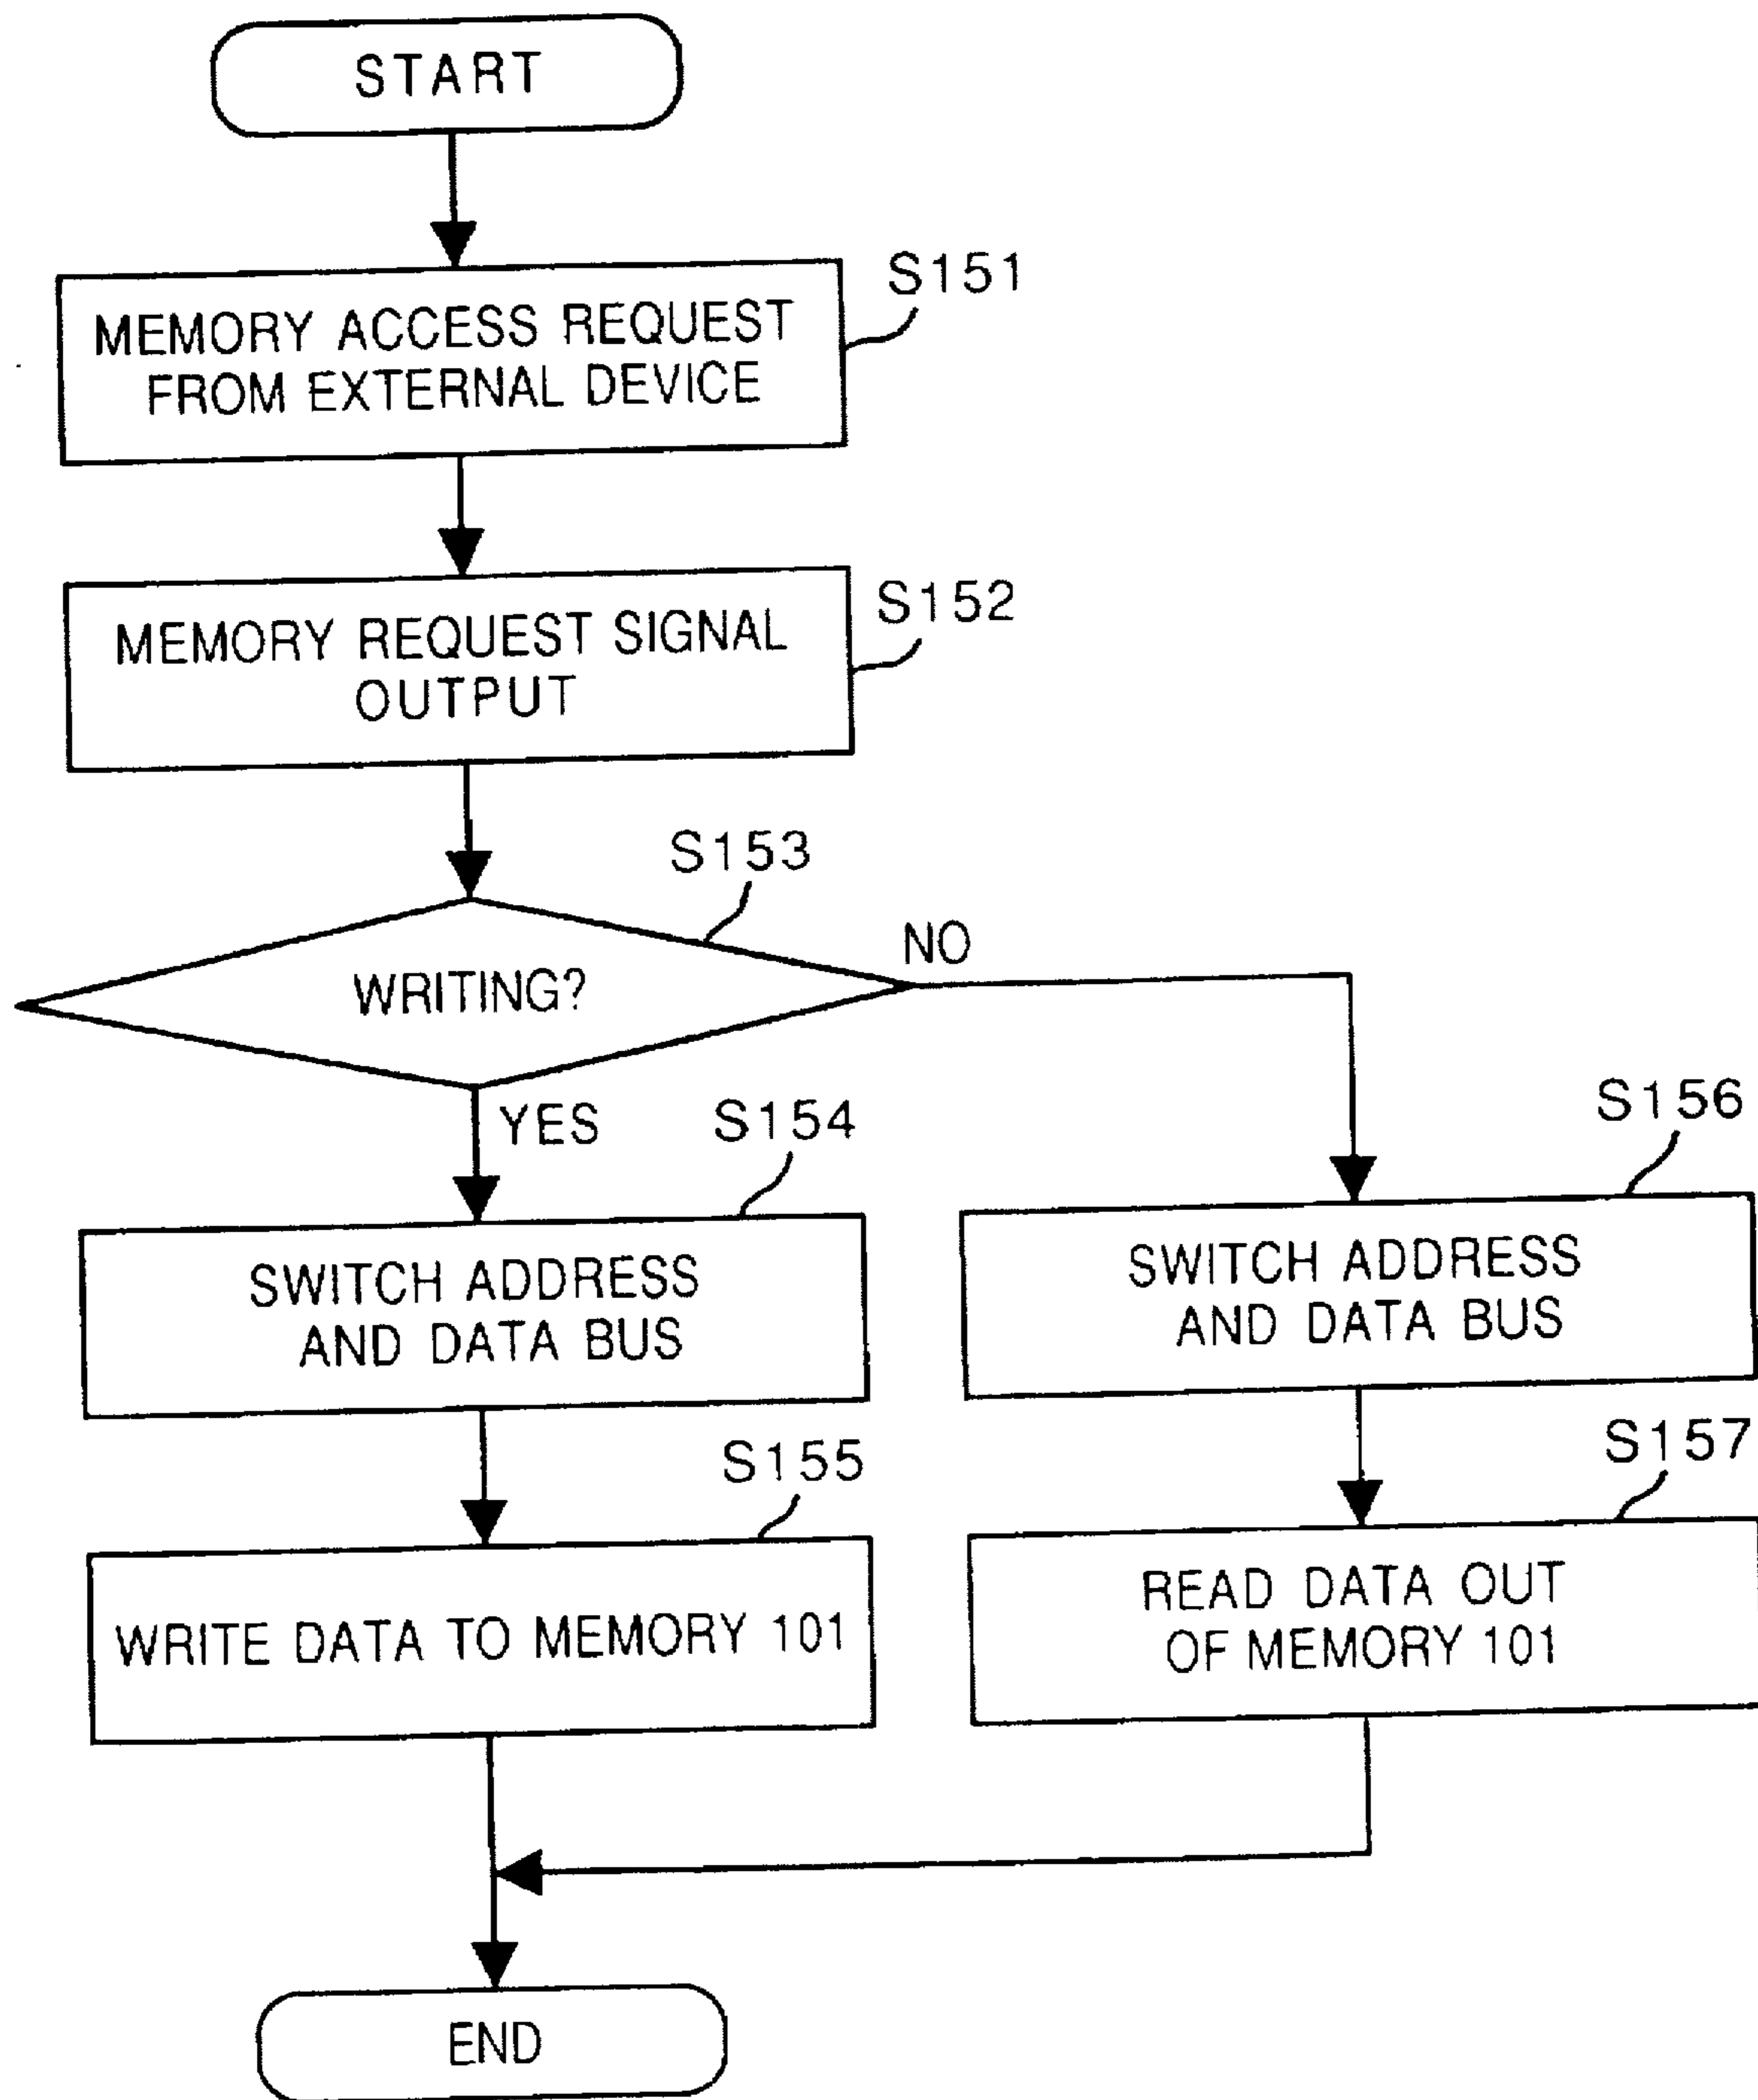 START
S151
MEMORY ACCESS REQUEST
FROM EXTERNAL DEVICE
S152
MEMORY REQUEST SIGNAL
OUTPUT
S153
WRITING?
NO
YES
S154
SWITCH ADDRESS
AND DATA BUS
S155
WRITE DATA TO MEMORY 101
S156
SWITCH ADDRESS
AND DATA BUS
S157
READ DATA OUT
OF MEMORY 101
END